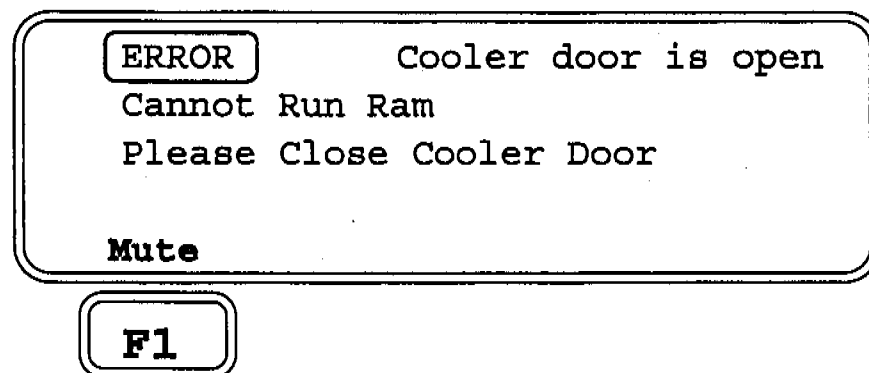 ERROR Cooler door is open
Cannot Run Ram
Please Close Cooler Door
Mute
F1